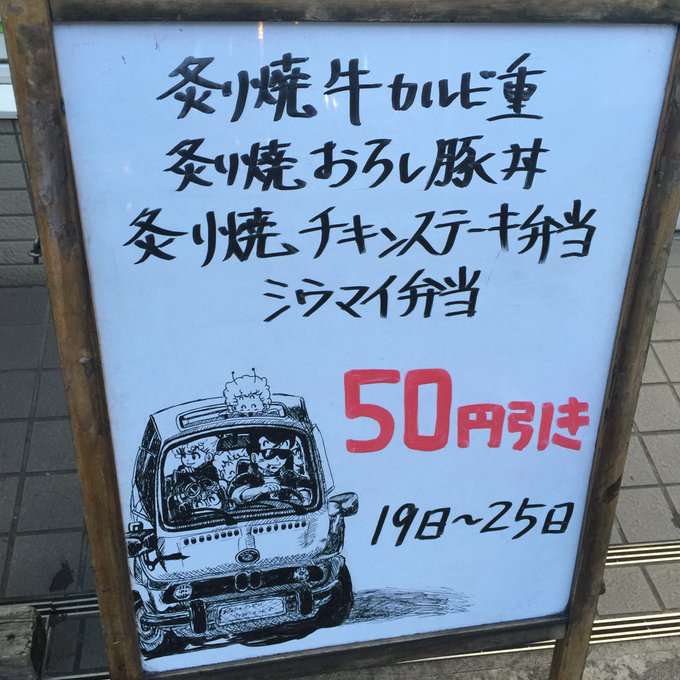 炙り焼牛カルビ重
炙り焼おろし豚丼
炙り焼チキンステーキ弁当
シウマイ弁当
50円引き
19日~25日